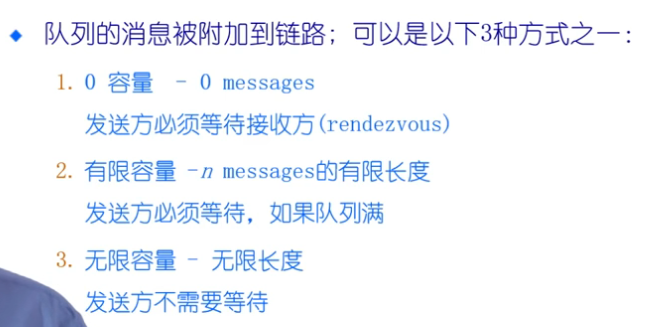 队列的消息被附加到链路；可以是以下3种方式之一：
1. 0 容量 - 0 messages
发送方必须等待接收方(rendezvous)
2. 有限容量 -n messages的有限长度
发送方必须等待，如果队列满
3. 无限容量 - 无限长度
发送方不需要等待